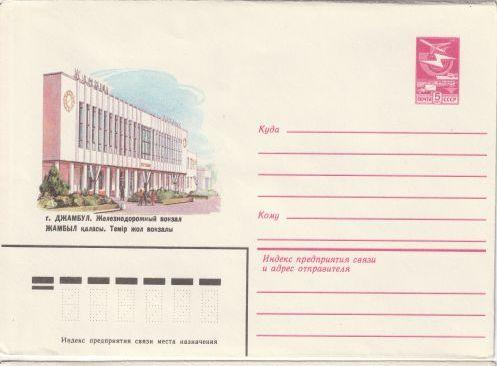 ПОЧТА 5 СССР
ЖАМБЫЛ
г. ДЖАМБУЛ. Железнодорожный вокзал
ЖАМБЫЛ қаласы. Темір жол вокзалы
Куда
Кому
Индекс предприятия связи
и адрес отправителя
Индекс предприятия связи места назначения